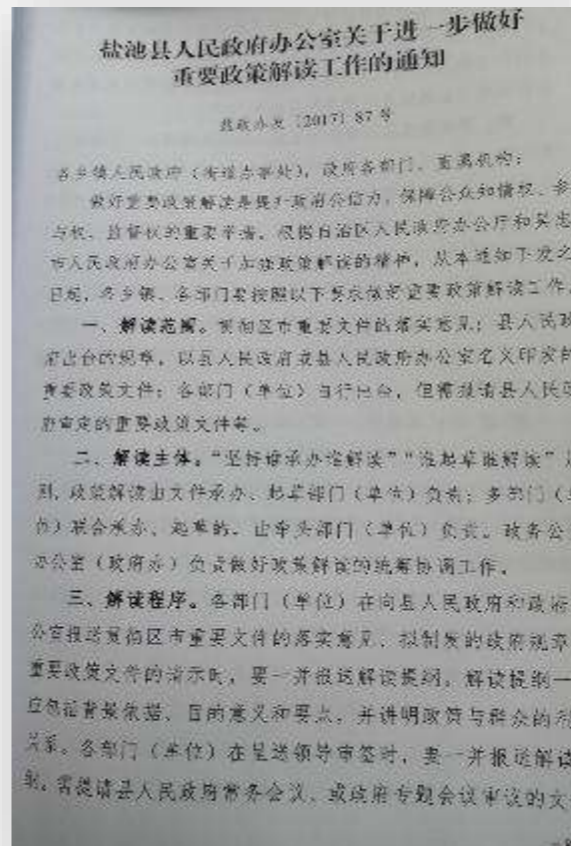 盐池县人民政府办公室关于进一步做好
重要政策解读工作的通知
盐政办发〔2017〕87号
各乡镇人民政府（街道办事处），政府各部门、直属机构：
做好重要政策解读是提升政府公信力，保障公众知情权、参
与权、监督权的重要举措。根据自治区人民政府办公厅和吴忠
市人民政府办公室关于加强政策解读的精神，从本通知下发之
日起，各乡镇、各部门要按照以下要求做好重要政策解读工作。
一、解读范围。贯彻区市重要文件的落实意见；县人民政
府出台的规章，以县人民政府或县人民政府办公室名义印发的
重要政策文件；各部门（单位）自行出台，但需报请县人民政
府审定的重要政策文件等。
二、解读主体。“坚持谁承办谁解读”“谁起草谁解读”
则，政策解读由文件承办、起草部门（单位）负责；多部门（
位）联合承办、起草的，由牵头部门（单位）负责。政务公
办公室（政府办）负责做好政策解读的统筹协调工作。
三、解读程序。各部门（单位）在向县人民政府和政府
公室报送贯彻区市重要文件的落实意见、拟制发的政府规章
重要政策文件的请示时，要一并报送解读提纲。解读提纲一
应包括背景依据、目的意义和要点，并讲明政策与群众的利
关系。各部门（单位）在呈送领导审签时，要一并报送解读
纲。需提请县人民政府常务会议、或政府专题会议审议的文